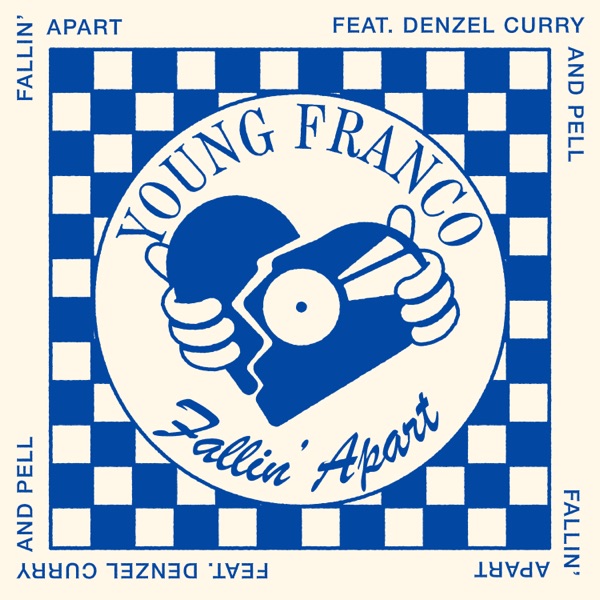 FALLIN' APART
FEAT. DENZEL CURRY
AND PELL
YOUNG FRANCO
Fallin' Apart
FALLIN' APART
FEAT. DENZEL CURRY
AND PELL